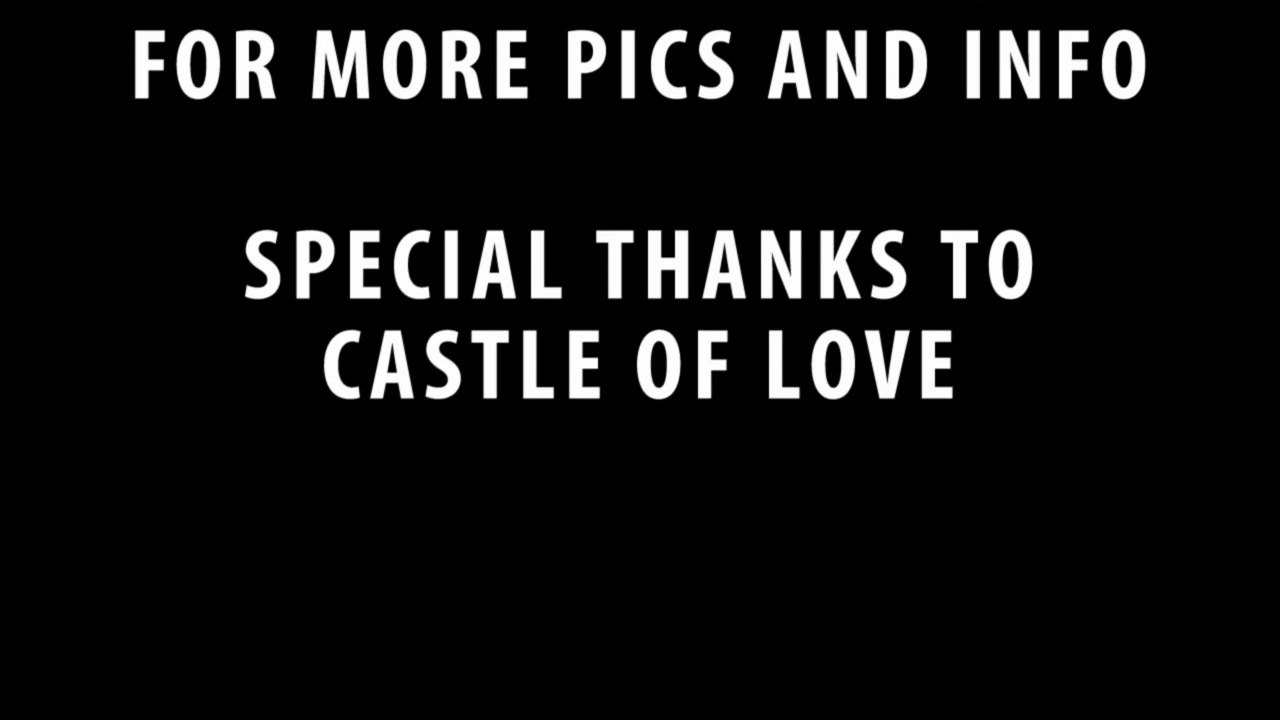 FOR MORE PICS AND INFO
SPECIAL THANKS TO
CASTLE OF LOVE